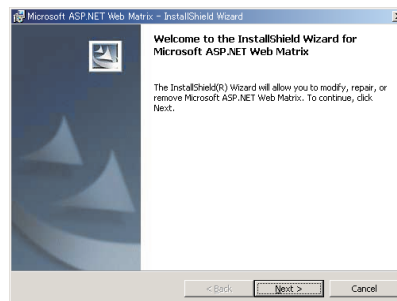 Microsoft ASP.NET Web Matrix - InstallShield Wizard
Welcome to the InstallShield Wizard for
Microsoft ASP.NET Web Matrix
The InstallShield(R) Wizard will allow you to modify, repair, or
remove Microsoft ASP.NET Web Matrix. To continue, click
Next.
< Back
Next >
Cancel